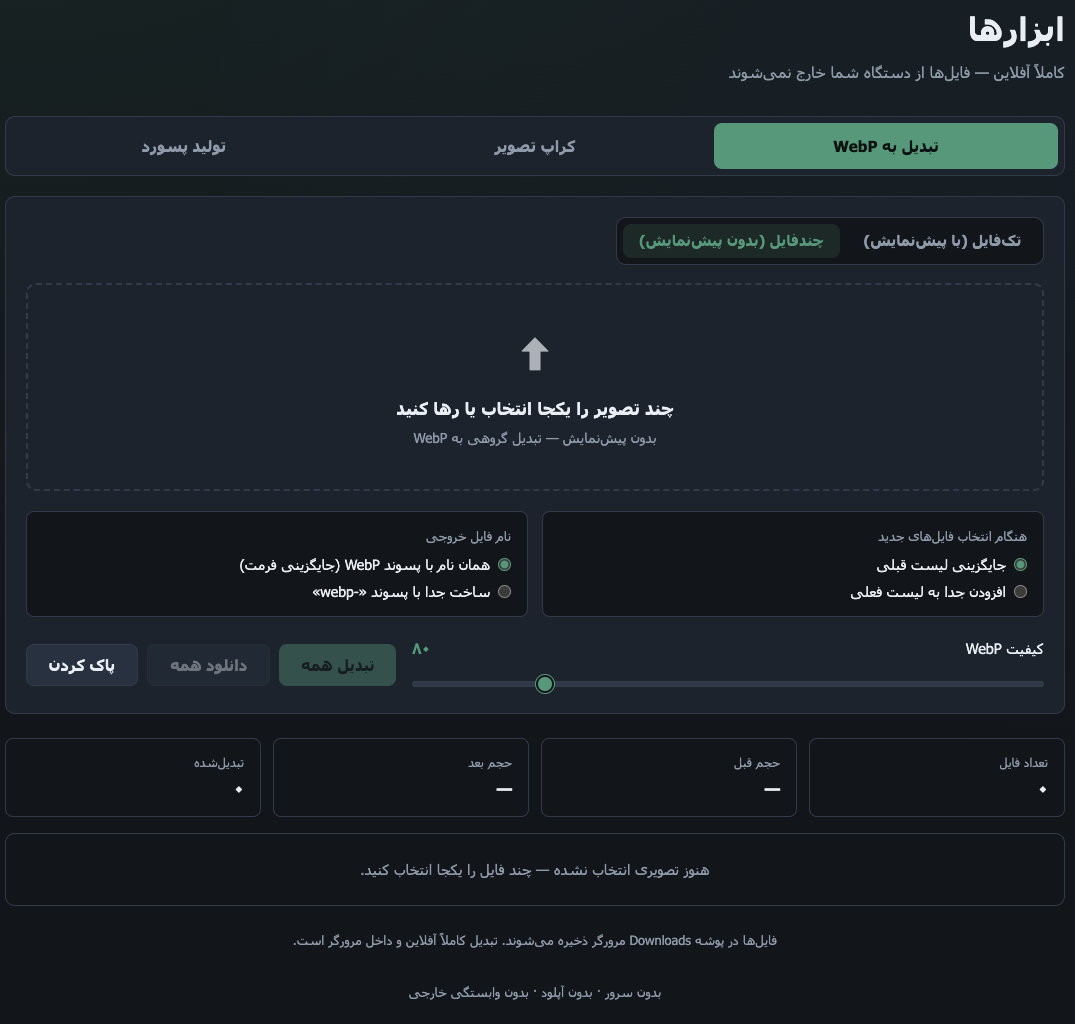 ابزارها
کاملاً آفلاین — فایل‌ها از دستگاه شما خارج نمی‌شوند
تبدیل به WebP
کراپ تصویر
تولید پسورد
تک‌فایل (با پیش‌نمایش)
چندفایل (بدون پیش‌نمایش)
چند تصویر را یکجا انتخاب یا رها کنید
بدون پیش‌نمایش — تبدیل گروهی به WebP
هنگام انتخاب فایل‌های جدید
جایگزینی لیست قبلی
افزودن جدا به لیست فعلی
نام فایل خروجی
همان نام با پسوند WebP (جایگزینی فرمت)
ساخت جدا با پسوند «-webp»
کیفیت WebP
۸۰
تبدیل همه
دانلود همه
پاک کردن
تعداد فایل
۰
حجم قبل
—
حجم بعد
—
تبدیل‌شده
۰
هنوز تصویری انتخاب نشده — چند فایل را یکجا انتخاب کنید.
فایل‌ها در پوشه Downloads مرورگر ذخیره می‌شوند. تبدیل کاملاً آفلاین و داخل مرورگر است.
بدون سرور · بدون آپلود · بدون وابستگی خارجی